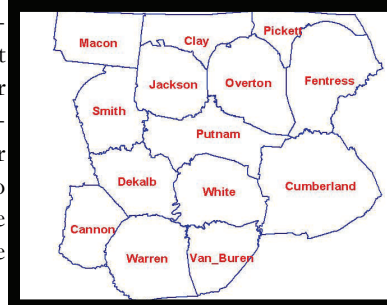 Macon
Clay
Pickett
Jackson
Overton
Fentress
Smith
Putnam
Dekalb
White
Cumberland
Cannon
Warren
Van_Buren